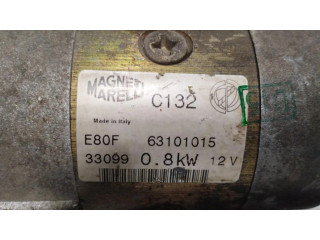 MAGNETI
MARELLI
C132
Made in Italy
E80F 63101015
33099 0.8kW 12V